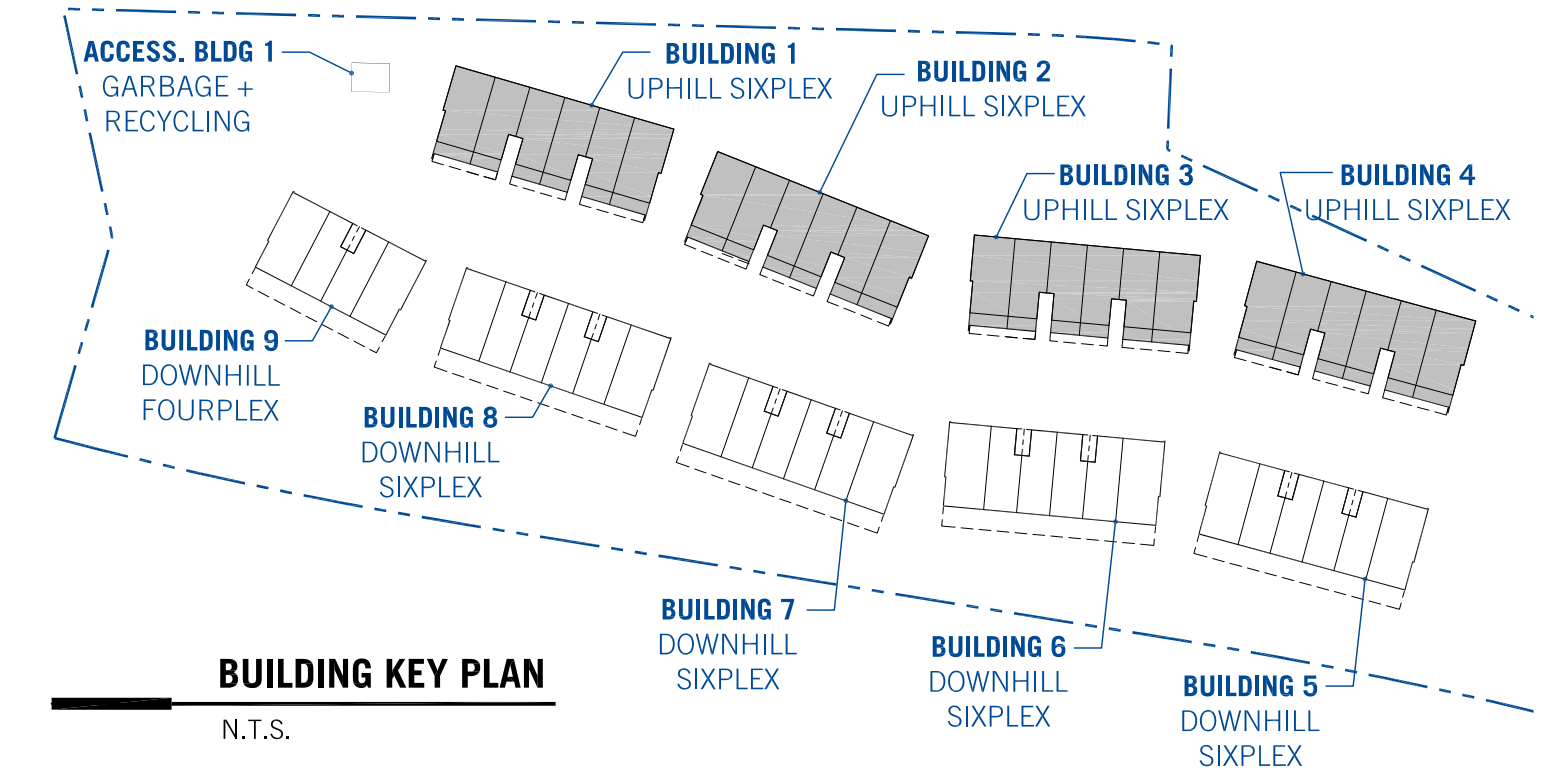 ACCESS. BLDG 1
GARBAGE +
RECYCLING
BUILDING 1
UPHILL SIXPLEX
BUILDING 2
UPHILL SIXPLEX
BUILDING 3
UPHILL SIXPLEX
BUILDING 4
UPHILL SIXPLEX
BUILDING 9
DOWNHILL
FOURPLEX
BUILDING 8
DOWNHILL
SIXPLEX
BUILDING 7
DOWNHILL
SIXPLEX
BUILDING 6
DOWNHILL
SIXPLEX
BUILDING 5
DOWNHILL
SIXPLEX
BUILDING KEY PLAN
N.T.S.